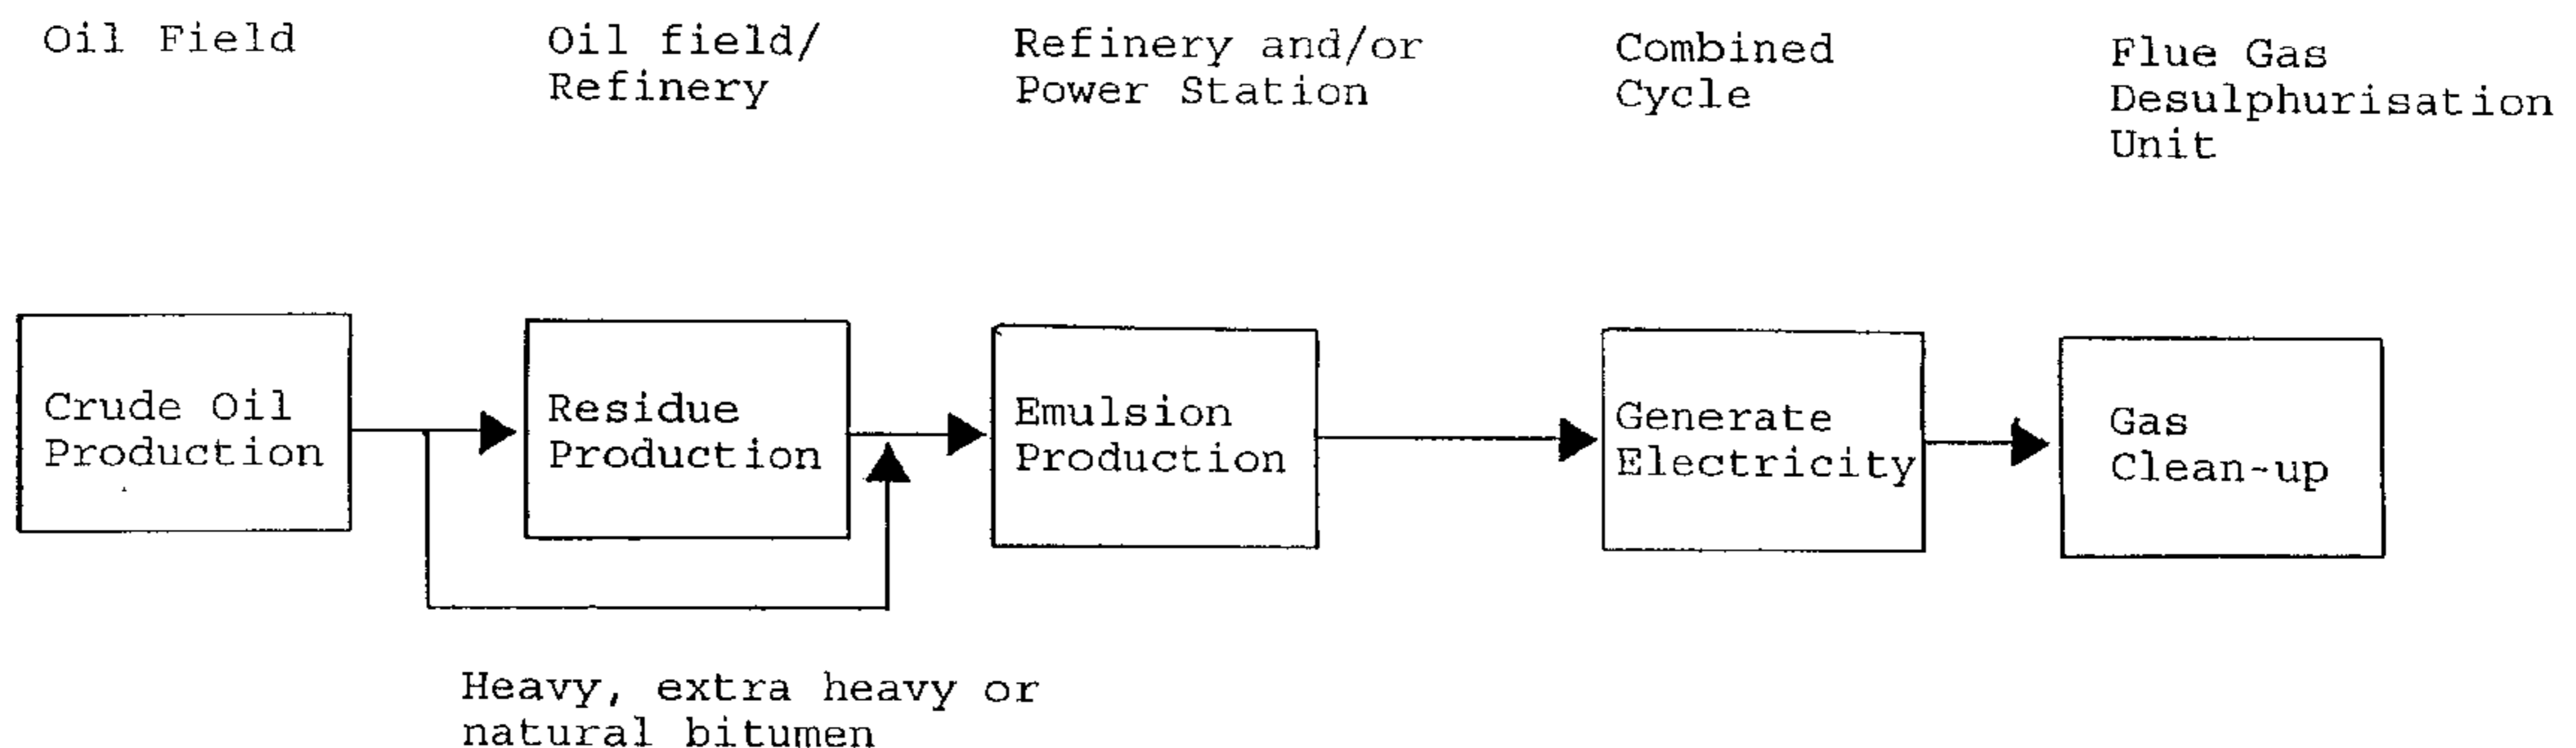 Oil Field
Oil field/
Refinery
Refinery and/or
Power Station
Combined
Cycle
Flue Gas
Desulphurisation
Unit
Crude Oil
Production
Residue
Production
Emulsion
Production
Generate
Electricity
Gas
Clean-up
Heavy, extra heavy or
natural bitumen